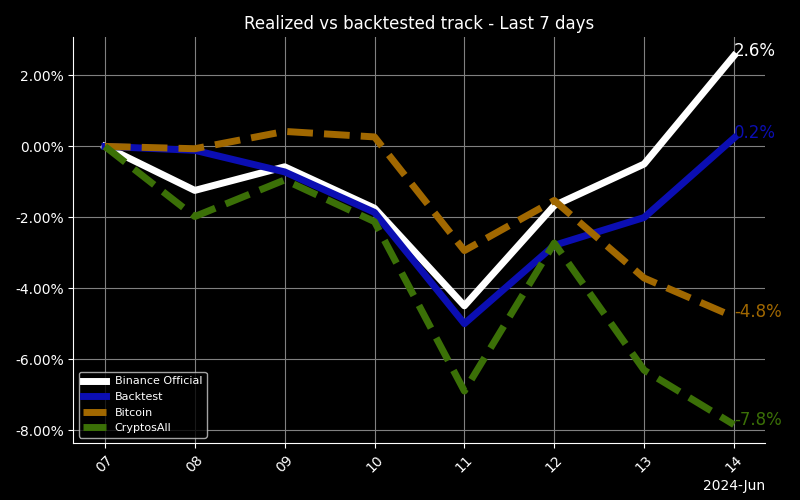 Realized vs backtested track - Last 7 days
2.6%
2.00%
0.2%
0.00%
-2.00%
-4.00%
-4.8%
-6.00%
-7.8%
-8.00%
Binance Official
Backtest
Bitcoin
CryptosAll
07 08 09 10 11 12 13 14
2024-Jun